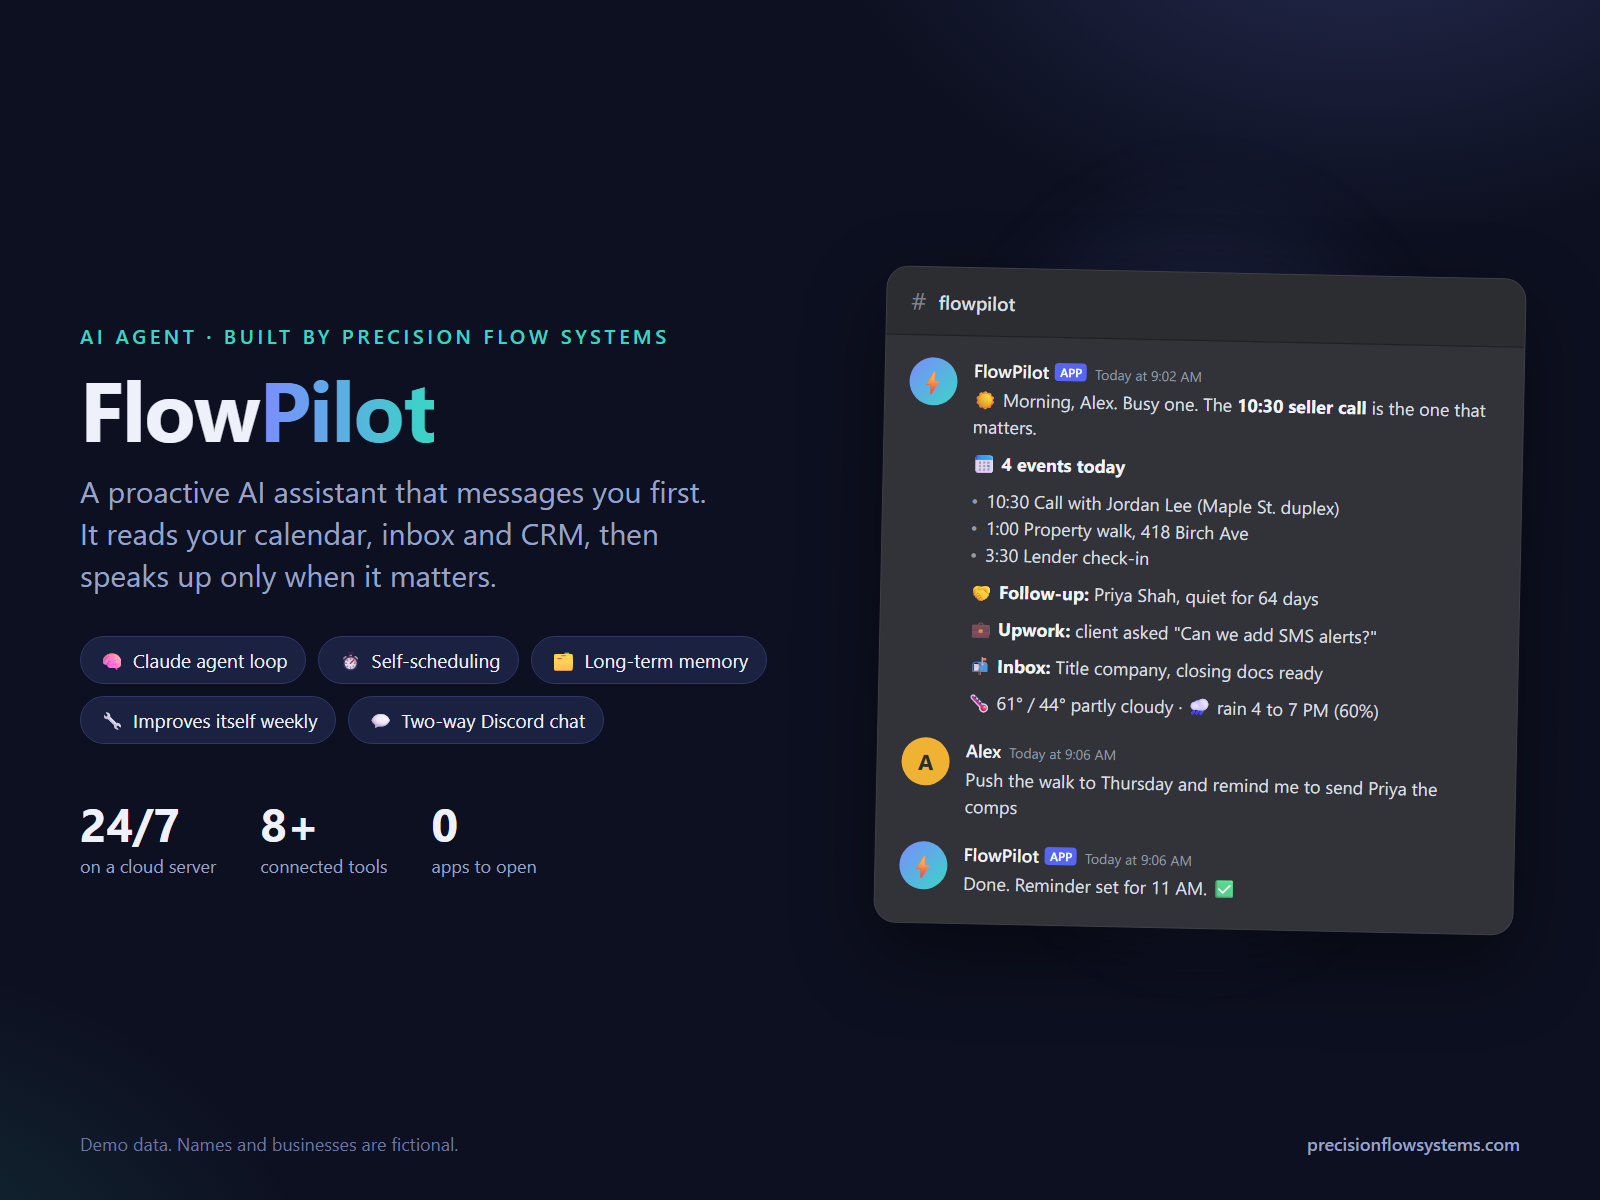 AI AGENT · BUILT BY PRECISION FLOW SYSTEMS
FlowPilot
A proactive AI assistant that messages you first.
It reads your calendar, inbox and CRM, then
speaks up only when it matters.
🧠 Claude agent loop
⏱️ Self-scheduling
🗂️ Long-term memory
🔧 Improves itself weekly
💬 Two-way Discord chat
24/7
on a cloud server
8+
connected tools
0
apps to open
# flowpilot
FlowPilot APP Today at 9:02 AM
☀️ Morning, Alex. Busy one. The 10:30 seller call is the one that
matters.
📅 4 events today
• 10:30 Call with Jordan Lee (Maple St. duplex)
• 1:00 Property walk, 418 Birch Ave
• 3:30 Lender check-in
🤝 Follow-up: Priya Shah, quiet for 64 days
💼 Upwork: client asked "Can we add SMS alerts?"
📬 Inbox: Title company, closing docs ready
🌡️ 61° / 44° partly cloudy · 🌧️ rain 4 to 7 PM (60%)
A
Alex Today at 9:06 AM
Push the walk to Thursday and remind me to send Priya the
comps
FlowPilot APP Today at 9:06 AM
Done. Reminder set for 11 AM. ✅
Demo data. Names and businesses are fictional.
precisionflowsystems.com